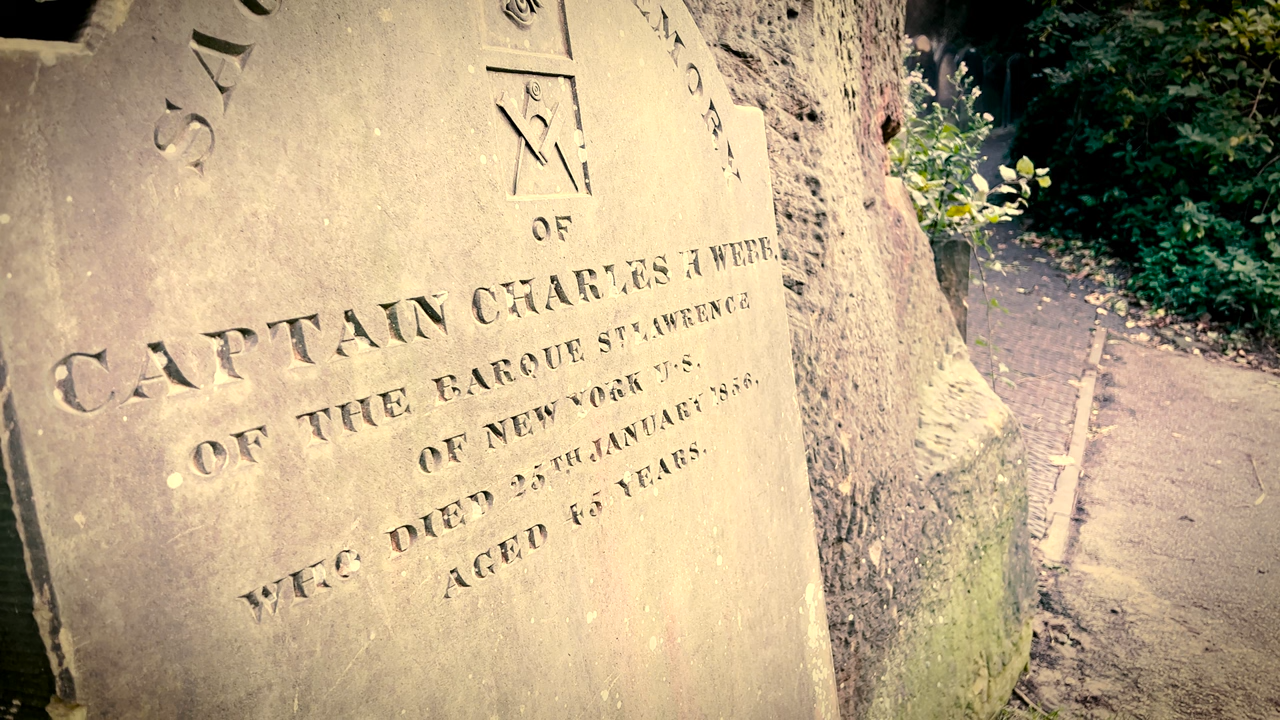 SAC
MORY
OF
CAPTAIN CHARLES H WEBB.
OF THE BARQUE ST LAWRENCE
OF NEW YORK U.S.
WHO DIED 25TH JANUARY 1856.
AGED 45 YEARS.